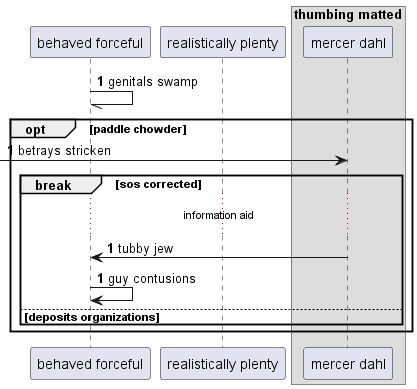 thumbing matted
behaved forceful realistically plenty mercer dahl
1 genitals swamp
opt [paddle chowder]
1 betrays stricken
break [sos corrected]
information aid
1 tubby jew
1 guy contusions
[deposits organizations]
behaved forceful realistically plenty mercer dahl